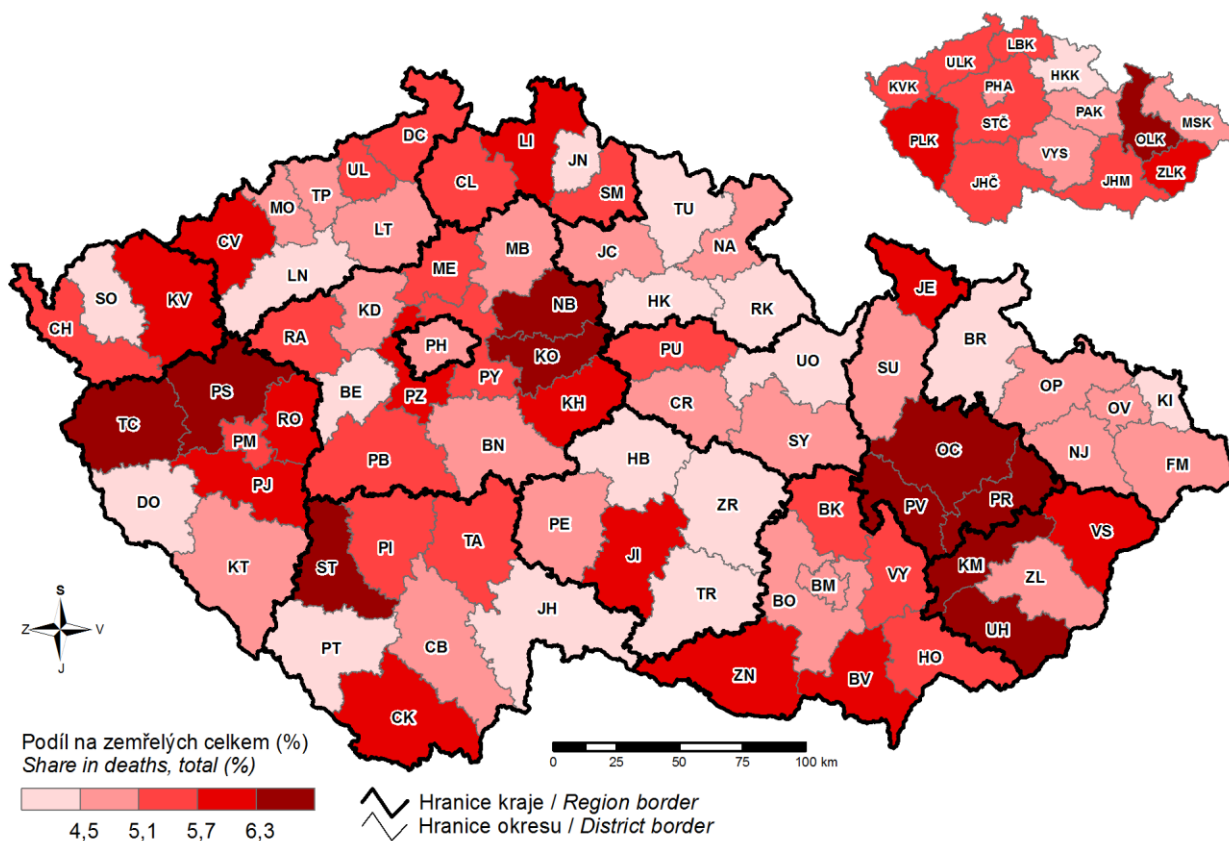 LBK
ULK
HKK
KVK
PHA
PAK
STČ
MSK
PLK
OLK
VYS
JHČ
JHM
ZLK
DC
LI
JN
UL
CL
SM
TP
MO
TU
LT
CV
MB
JC
NA
ME
LN
SO
KV
KD
NB
HK
RK
JE
CH
RA
PH
KO
PU
BR
UO
SU
OP
KI
OV
PS
BE
PZ
PY
KH
CR
TC
RO
PM
SY
BN
HB
OC
NJ
PB
FM
PJ
DO
ZR
PE
BK
PV
PR
VS
ST
PI
TA
JI
KM
KT
VY
ZL
BM
BO
TR
JH
UH
PT
CB
HO
ZN
BV
CK
S
Z V
J
Podíl na zemřelých celkem (%)
Share in deaths, total (%)
4,5 5,1 5,7 6,3
0 25 50 75 100 km
Hranice kraje / Region border
Hranice okresu / District border